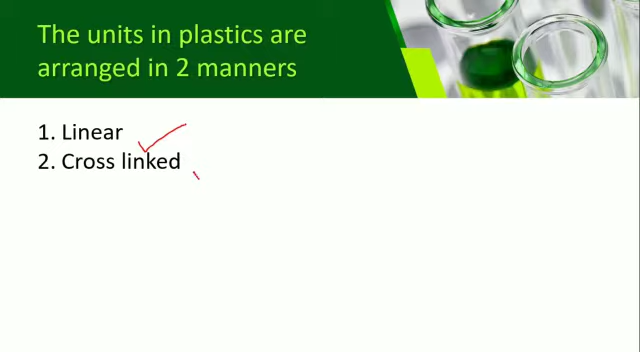 The units in plastics are
arranged in 2 manners
1. Linear
2. Cross linked